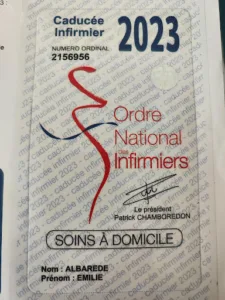 Caducée
Infirmier
2023
NUMERO ORDINAL
2156956
Ordre
National
des
Infirmiers
Le président
Patrick CHAMBOREDON
SOINS À DOMICILE
Nom : ALBAREDE
Prénom : EMILIE